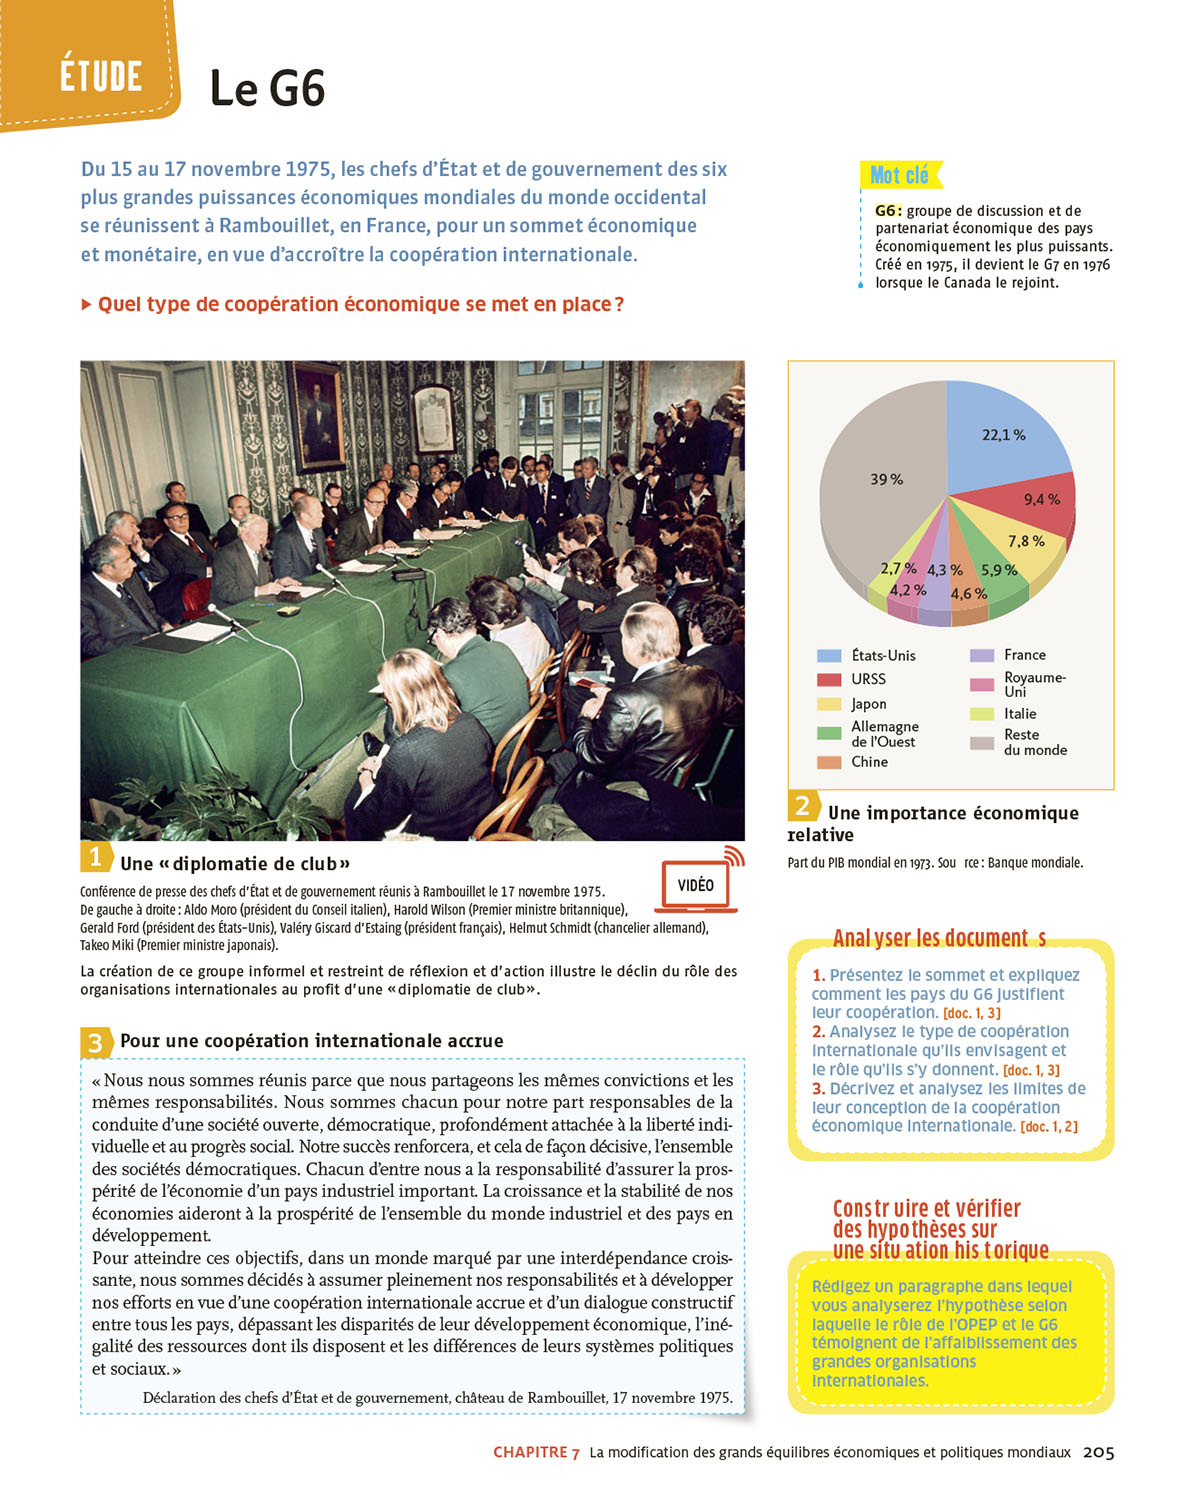 ÉTUDE
Le G6
Du 15 au 17 novembre 1975, les chefs d'État et de gouvernement des six
plus grandes puissances économiques mondiales du monde occidental
se réunissent à Rambouillet, en France, pour un sommet économique
et monétaire, en vue d'accroître la coopération internationale.
▶ Quel type de coopération économique se met en place ?
Mot clé
G6 : groupe de discussion et de
partenariat économique des pays
économiquement les plus puissants.
Créé en 1975, il devient le G7 en 1976
lorsque le Canada le rejoint.
22,1 %
9,4 %
7,8 %
5,9 %
4,6 %
4,3 %
4,2 %
2,7 %
39 %
États-Unis
URSS
Japon
Allemagne
de l'Ouest
Chine
France
Royaume-
Uni
Italie
Reste
du monde
2 Une importance économique
relative
Part du PIB mondial en 1973. Sou rce : Banque mondiale.
1 Une « diplomatie de club »
VIDÉO
Conférence de presse des chefs d'État et de gouvernement réunis à Rambouillet le 17 novembre 1975.
De gauche à droite : Aldo Moro (président du Conseil italien), Harold Wilson (Premier ministre britannique),
Gerald Ford (président des États-Unis), Valéry Giscard d'Estaing (président français), Helmut Schmidt (chancelier allemand),
Takeo Miki (Premier ministre japonais).
La création de ce groupe informel et restreint de réflexion et d'action illustre le déclin du rôle des
organisations internationales au profit d'une « diplomatie de club ».
3 Pour une coopération internationale accrue
« Nous nous sommes réunis parce que nous partageons les mêmes convictions et les
mêmes responsabilités. Nous sommes chacun pour notre part responsables de la
conduite d'une société ouverte, démocratique, profondément attachée à la liberté indi-
viduelle et au progrès social. Notre succès renforcera, et cela de façon décisive, l'ensemble
des sociétés démocratiques. Chacun d'entre nous a la responsabilité d'assurer la pros-
périté de l'économie d'un pays industriel important. La croissance et la stabilité de nos
économies aideront à la prospérité de l'ensemble du monde industriel et des pays en
développement.
Pour atteindre ces objectifs, dans un monde marqué par une interdépendance crois-
sante, nous sommes décidés à assumer pleinement nos responsabilités et à développer
nos efforts en vue d'une coopération internationale accrue et d'un dialogue constructif
entre tous les pays, dépassant les disparités de leur développement économique, l'iné-
galité des ressources dont ils disposent et les différences de leurs systèmes politiques
et sociaux. »
Déclaration des chefs d'État et de gouvernement, château de Rambouillet, 17 novembre 1975.
Anal yser les document s
1. Présentez le sommet et expliquez
comment les pays du G6 justifient
leur coopération. [doc. 1, 3]
2. Analysez le type de coopération
internationale qu'ils envisagent et
le rôle qu'ils s'y donnent. [doc. 1, 3]
3. Décrivez et analysez les limites de
leur conception de la coopération
économique internationale. [doc. 1, 2]
Constr uire et vérifier
des hypothèses sur
une situ ation his torique
Rédigez un paragraphe dans lequel
vous analyserez l'hypothèse selon
laquelle le rôle de l'OPEP et le G6
témoignent de l'affaiblissement des
grandes organisations
internationales.
CHAPITRE 7 La modification des grands équilibres économiques et politiques mondiaux 205